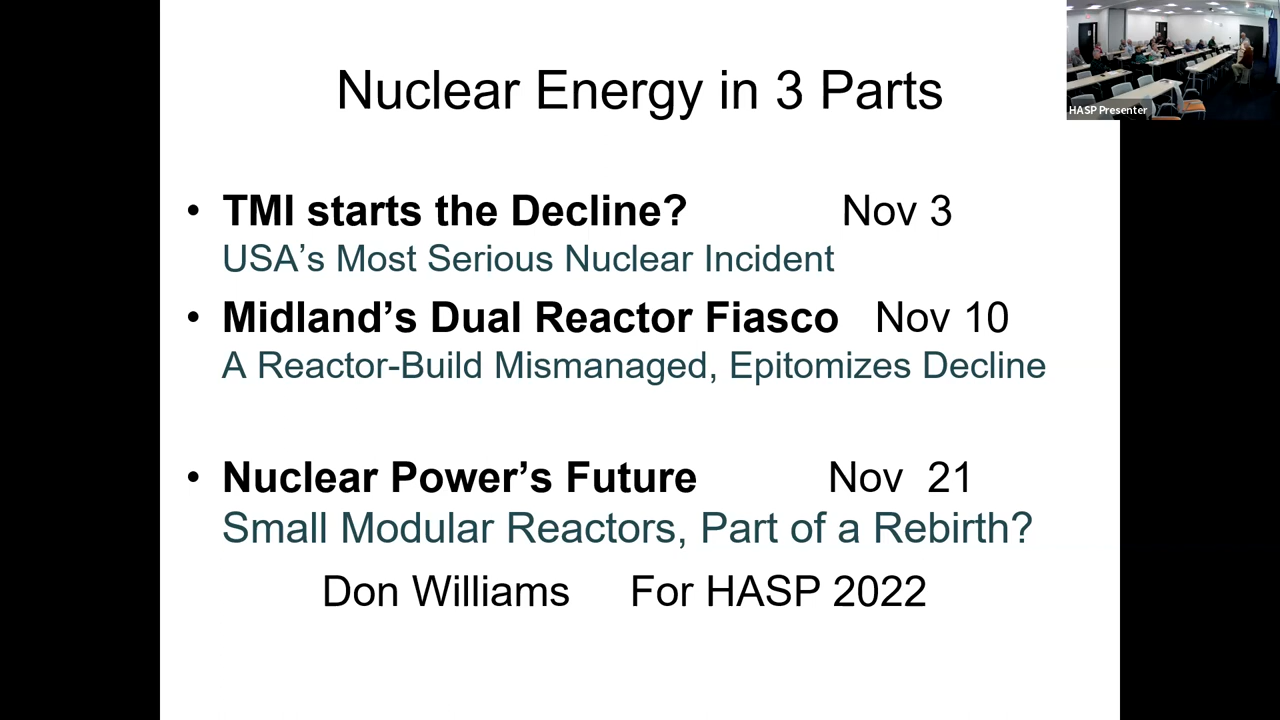 Nuclear Energy in 3 Parts
HASP Presenter
• TMI starts the Decline? Nov 3
USA’s Most Serious Nuclear Incident
• Midland’s Dual Reactor Fiasco Nov 10
A Reactor-Build Mismanaged, Epitomizes Decline
• Nuclear Power’s Future Nov 21
Small Modular Reactors, Part of a Rebirth?
Don Williams For HASP 2022